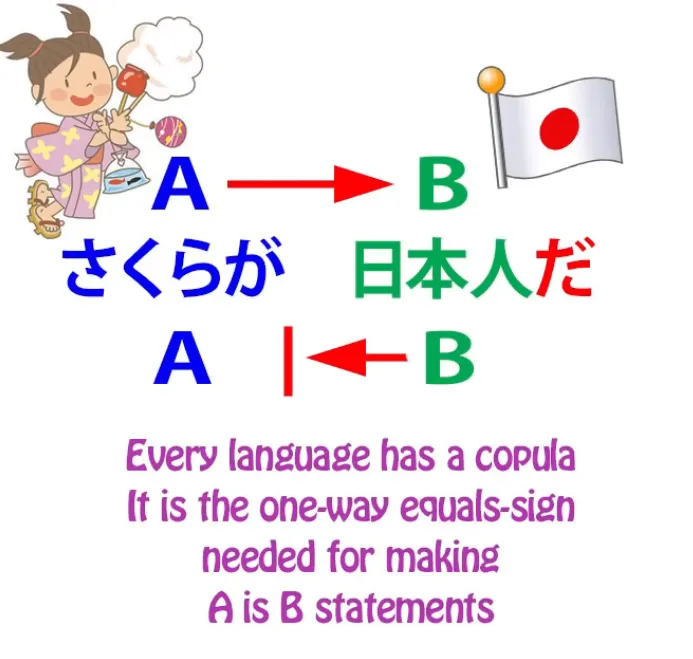 A → B
さくらが 日本人だ
A | ← B
Every language has a copula
It is the one-way equals-sign
needed for making
A is B statements